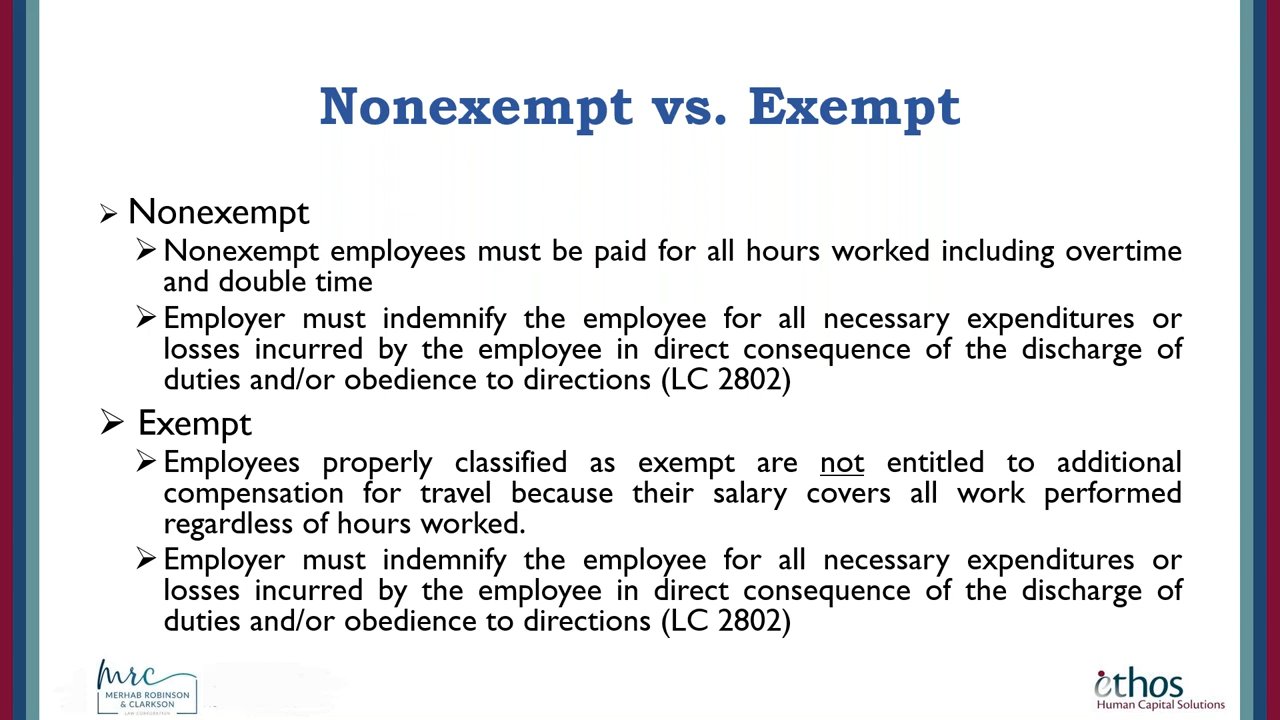 Nonexempt vs. Exempt
➢ Nonexempt
➢ Nonexempt employees must be paid for all hours worked including overtime
and double time
➢ Employer must indemnify the employee for all necessary expenditures or
losses incurred by the employee in direct consequence of the discharge of
duties and/or obedience to directions (LC 2802)
➢ Exempt
➢ Employees properly classified as exempt are not entitled to additional
compensation for travel because their salary covers all work performed
regardless of hours worked.
➢ Employer must indemnify the employee for all necessary expenditures or
losses incurred by the employee in direct consequence of the discharge of
duties and/or obedience to directions (LC 2802)
mrc
MERHAB ROBINSON
& CLARKSON
LAW CORPORATION
ethos
Human Capital Solutions